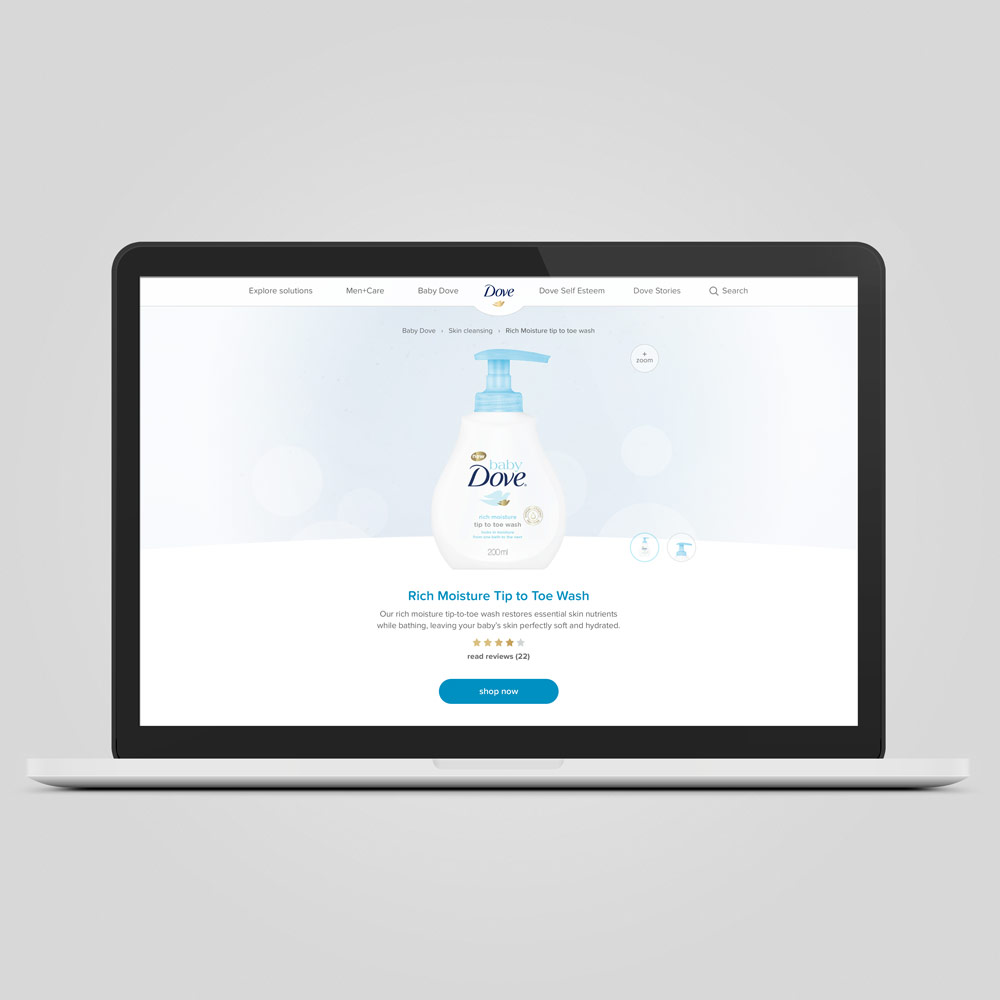 Explore solutions
Men+Care
Baby Dove
Dove
Dove Self Esteem
Dove Stories
Search
Baby Dove › Skin cleansing › Rich Moisture tip to toe wash
+
zoom
new
baby
Dove
rich moisture
tip to toe wash
200ml
Rich Moisture Tip to Toe Wash
Our rich moisture tip-to-toe wash restores essential skin nutrients
while bathing, leaving your baby's skin perfectly soft and hydrated.
read reviews (22)
shop now